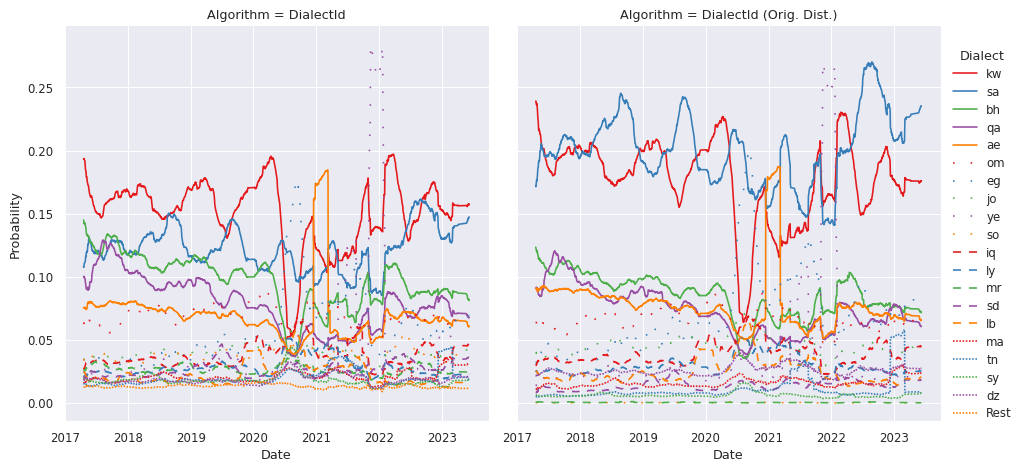 Algorithm = DialectId
Algorithm = DialectId (Orig. Dist.)
Probability
0.25
0.20
0.15
0.10
0.05
0.00
2017 2018 2019 2020 2021 2022 2023
Date
2017 2018 2019 2020 2021 2022 2023
Date
Dialect
kw
sa
bh
qa
ae
om
eg
jo
ye
so
iq
ly
mr
sd
lb
ma
tn
sy
dz
Rest